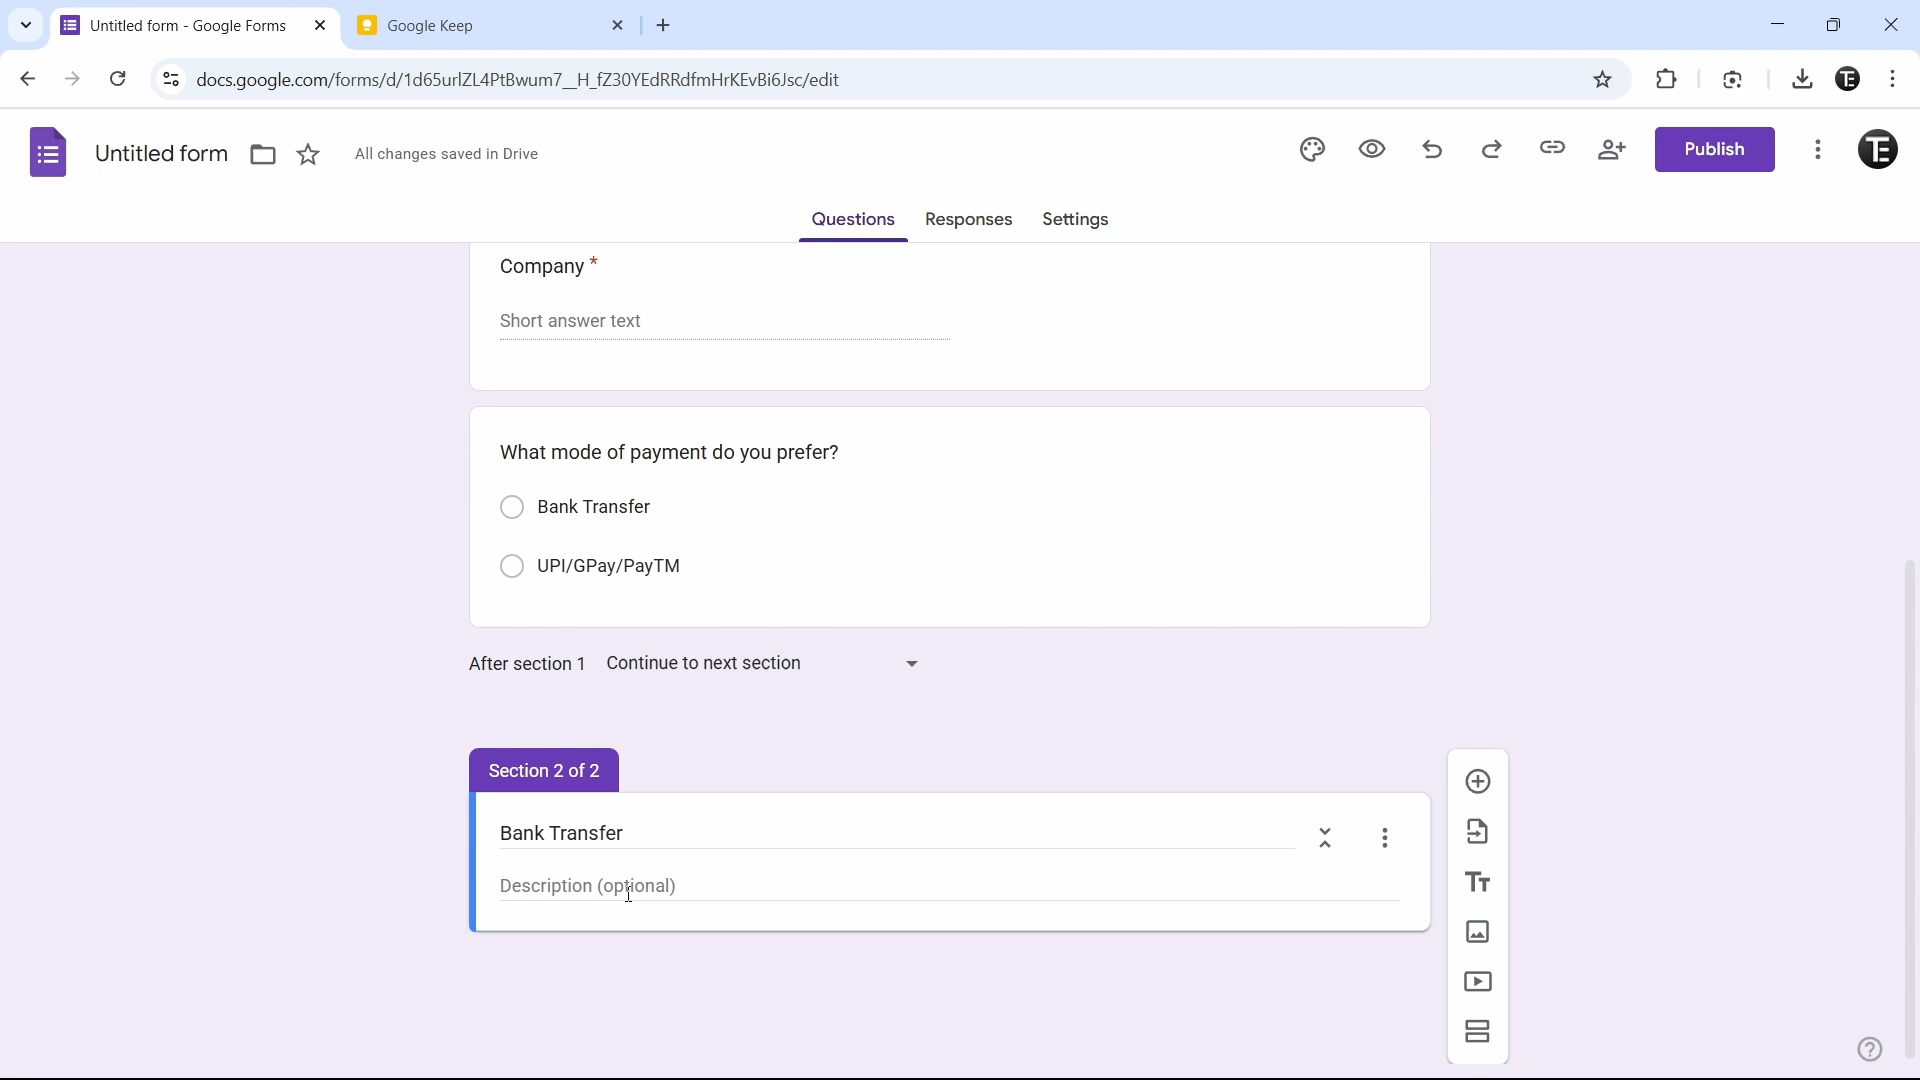 Untitled form - Google Forms
Google Keep
docs.google.com/forms/d/1d65urlZL4PtBwum7__H_fZ30YEdRRdfmHrKEvBi6Jsc/edit
Untitled form
All changes saved in Drive
Publish
Questions
Responses
Settings
Company *
Short answer text
What mode of payment do you prefer?
Bank Transfer
UPI/GPay/PayTM
After section 1 Continue to next section
Section 2 of 2
Bank Transfer
Description (optional)